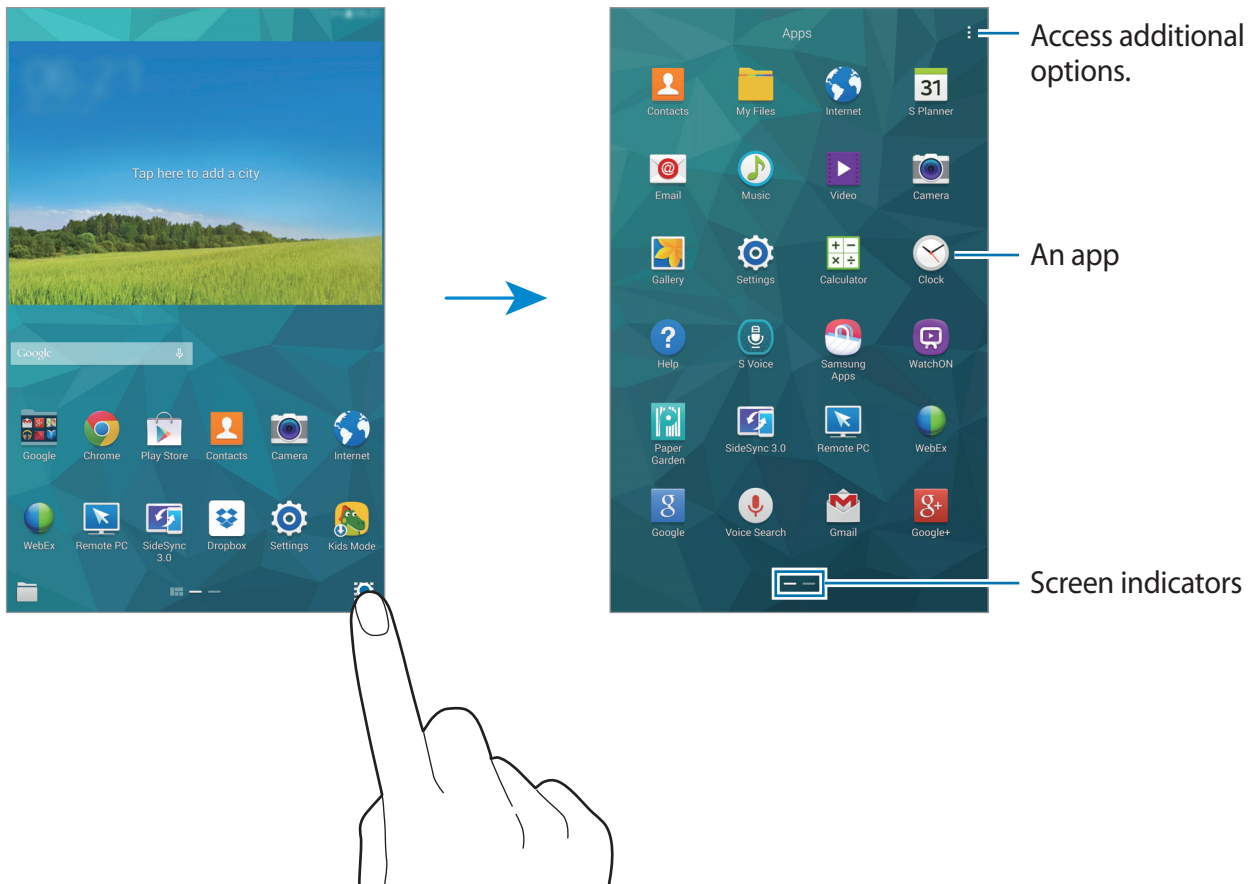 Tap here to add a city
Google
Google
Chrome
Play Store
Contacts
Camera
Internet
WebEx
Remote PC
SideSync
3.0
Dropbox
Settings
Kids Mode
Apps
Access additional
options.
Contacts
My Files
Internet
31
S Planner
@
Email
Music
Video
Camera
An app
Gallery
Settings
+ −
× ÷
Calculator
Clock
?
Help
S Voice
Samsung
Apps
WatchON
Paper
Garden
SideSync 3.0
Remote PC
WebEx
g
Google
Voice Search
M
Gmail
g+
Google+
Screen indicators